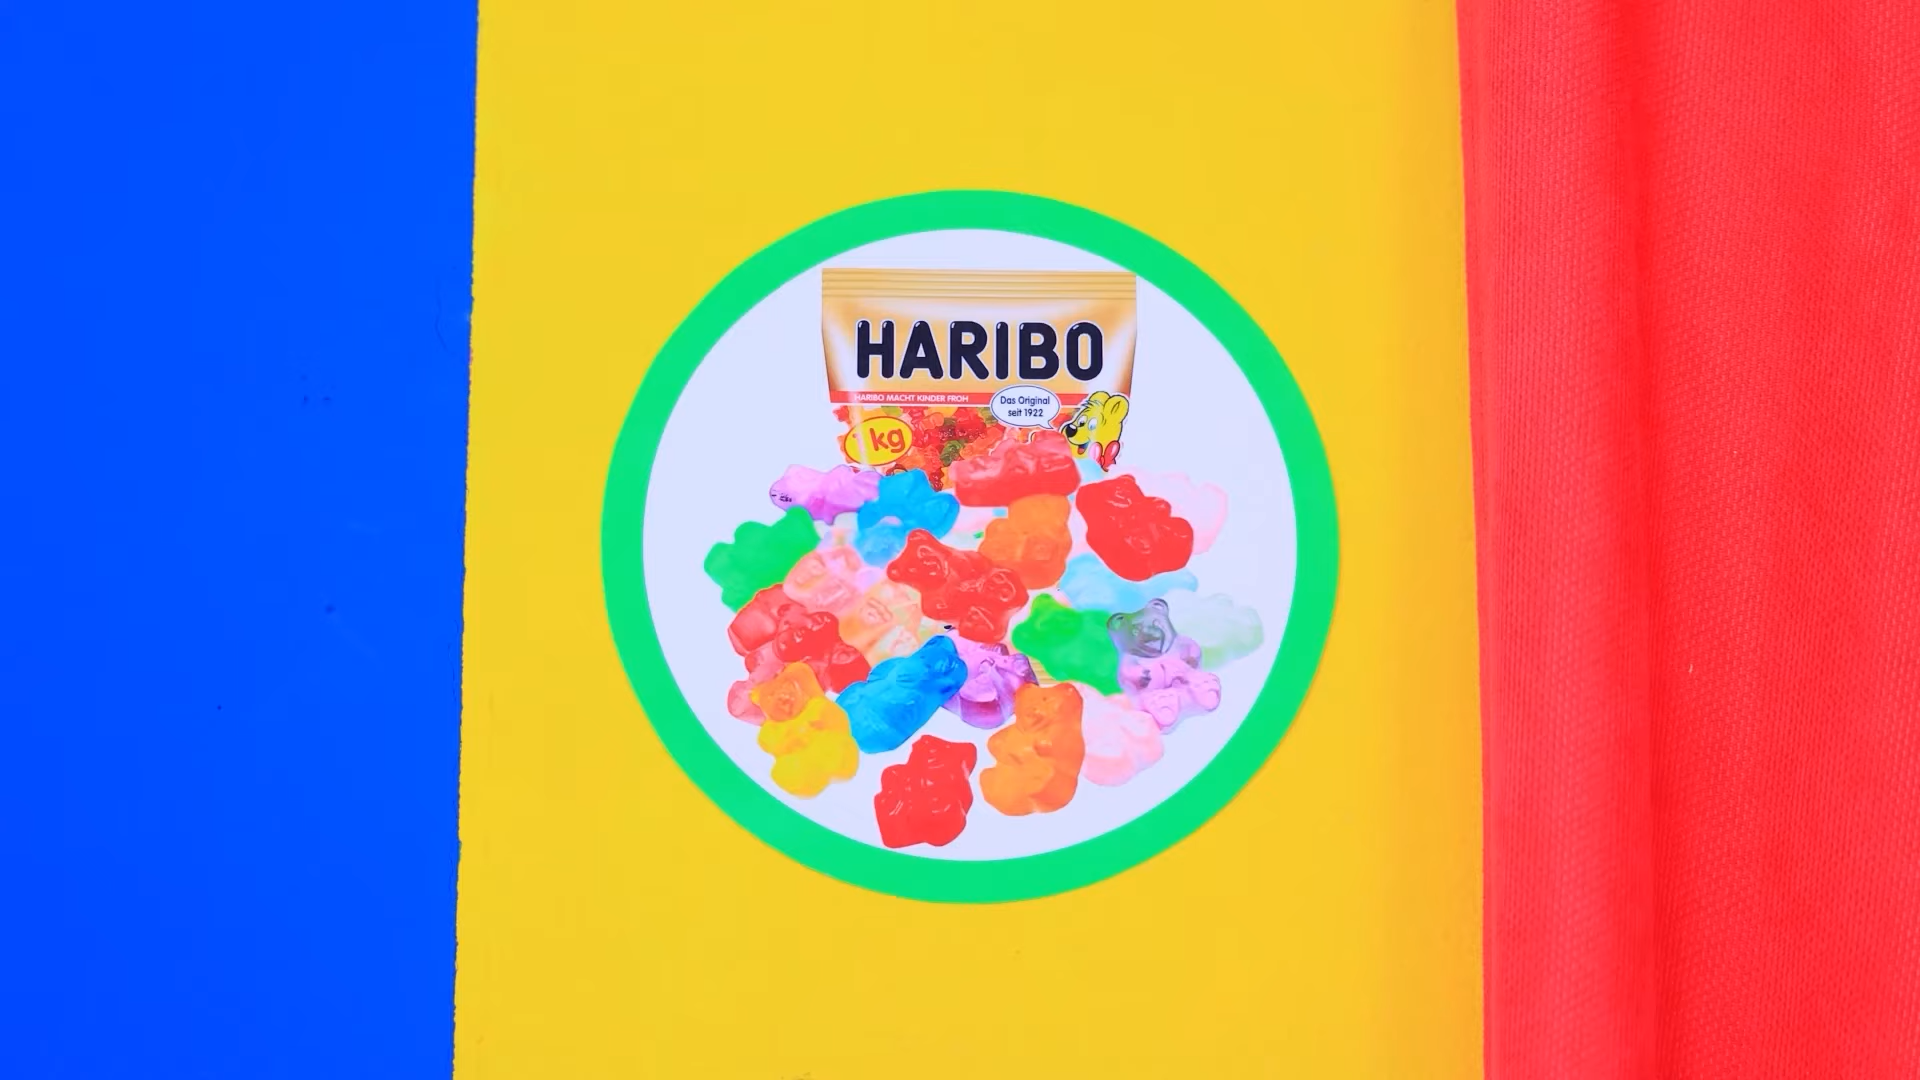 HARIBO
HARIBO MACHT KINDER FROH
Das Original
seit 1922
kg